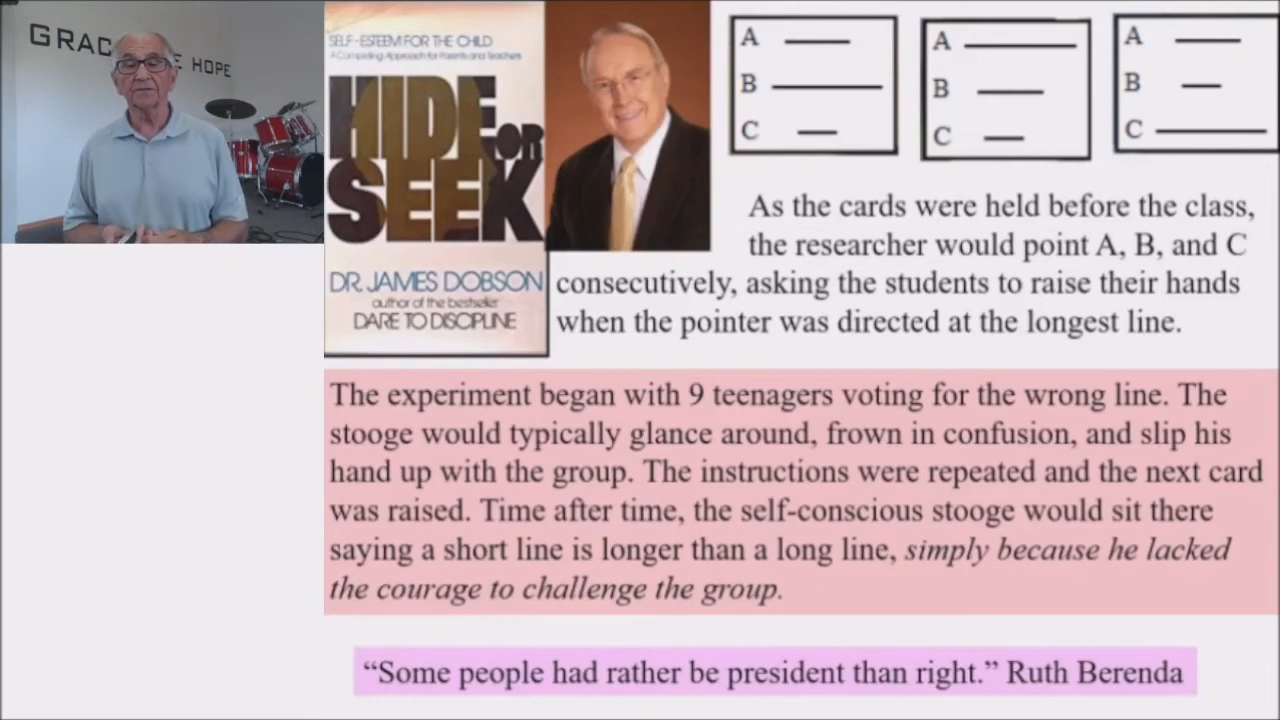 GRAC E HOPE
SELF-ESTEEM FOR THE CHILD
A Compelling Approach for Parents and Teachers
HIDE
OR
SEEK
DR. JAMES DOBSON
author of the bestseller
DARE TO DISCIPLINE
A
B
C
A
B
C
A
B
C
As the cards were held before the class,
the researcher would point A, B, and C
consecutively, asking the students to raise their hands
when the pointer was directed at the longest line.
The experiment began with 9 teenagers voting for the wrong line. The
stooge would typically glance around, frown in confusion, and slip his
hand up with the group. The instructions were repeated and the next card
was raised. Time after time, the self-conscious stooge would sit there
saying a short line is longer than a long line, simply because he lacked
the courage to challenge the group.
“Some people had rather be president than right.” Ruth Berenda